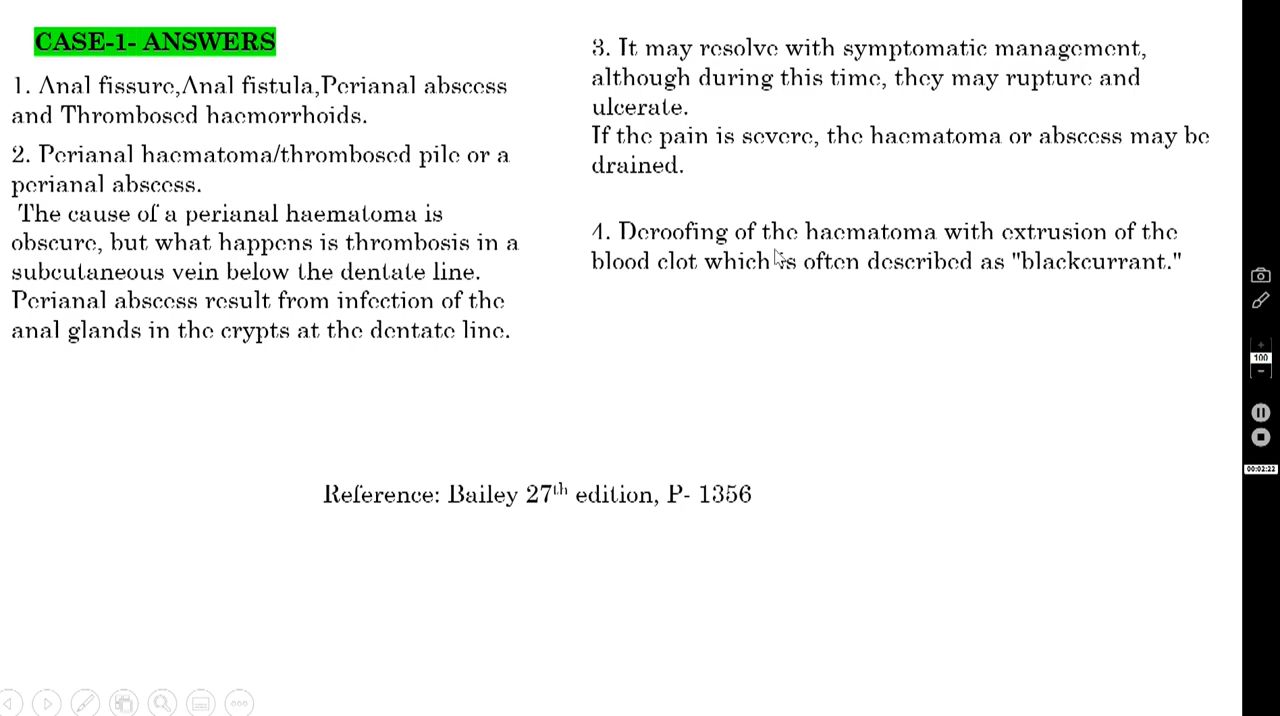 CASE-1- ANSWERS
1. Anal fissure,Anal fistula,Perianal abscess
and Thrombosed haemorrhoids.
2. Perianal haematoma/thrombosed pile or a
perianal abscess.
The cause of a perianal haematoma is
obscure, but what happens is thrombosis in a
subcutaneous vein below the dentate line.
Perianal abscess result from infection of the
anal glands in the crypts at the dentate line.
3. It may resolve with symptomatic management,
although during this time, they may rupture and
ulcerate.
If the pain is severe, the haematoma or abscess may be
drained.
4. Deroofing of the haematoma with extrusion of the
blood clot which is often described as "blackcurrant."
Reference: Bailey 27th edition, P- 1356
100
00:02:22